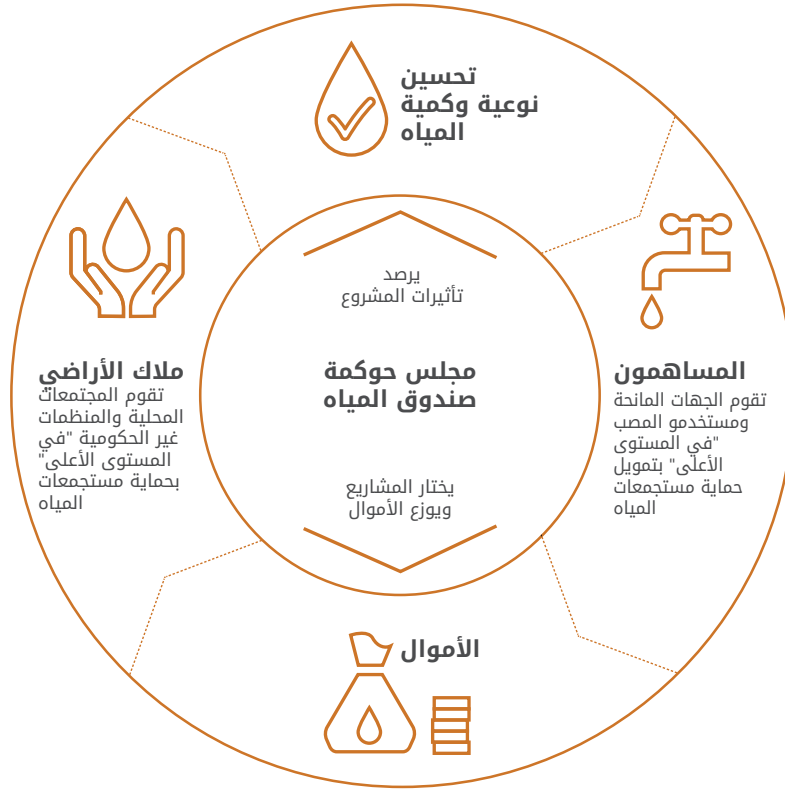 تحسين
نوعية وكمية
المياه
يرصد
تأثيرات المشروع
المساهمون
تقوم الجهات المانحة
ومستخدمو المصب
"في المستوى
الأعلى" بتمويل
حماية مستجمعات
المياه
مجلس حوكمة
صندوق المياه
ملاك الأراضي
تقوم المجتمعات
المحلية والمنظمات
غير الحكومية "في
المستوى الأعلى"
بحماية مستجمعات
المياه
يختار المشاريع
ويوزع الأموال
الأموال